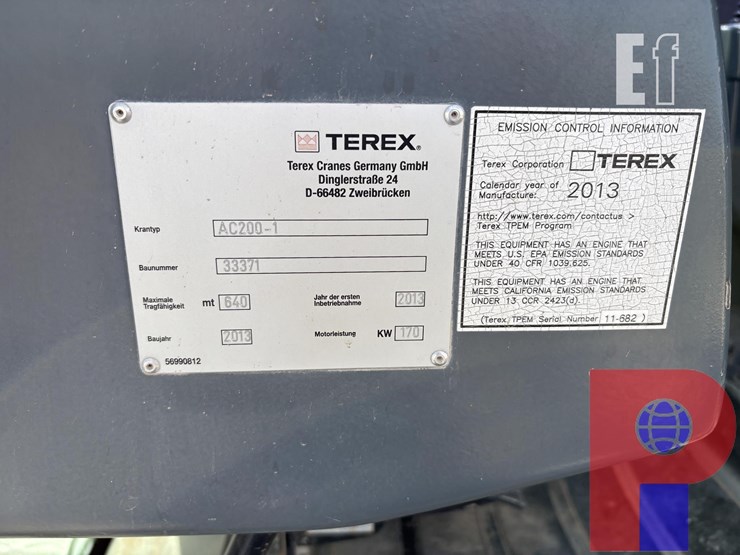 Ef
TEREX®
Terex Cranes Germany GmbH
Dinglerstraße 24
D-66482 Zweibrücken
Krantyp AC200-1
Baunummer 33371
Maximale Tragfähigkeit mt 640
Jahr der ersten Inbetriebnahme 2013
Baujahr 2013
Motorleistung KW 170
56990812
EMISSION CONTROL INFORMATION
Terex Corporation TEREX
Calendar year of Manufacture: 2013
http://www.terex.com/contactus >
Terex TPEM Program
THIS EQUIPMENT HAS AN ENGINE THAT
MEETS U.S. EPA EMISSION STANDARDS
UNDER 40 CFR 1039.625.
THIS EQUIPMENT HAS AN ENGINE THAT
MEETS CALIFORNIA EMISSION STANDARDS
UNDER 13 CCR 2423(d).
(Terex TPEM Serial Number 11-682 )
P